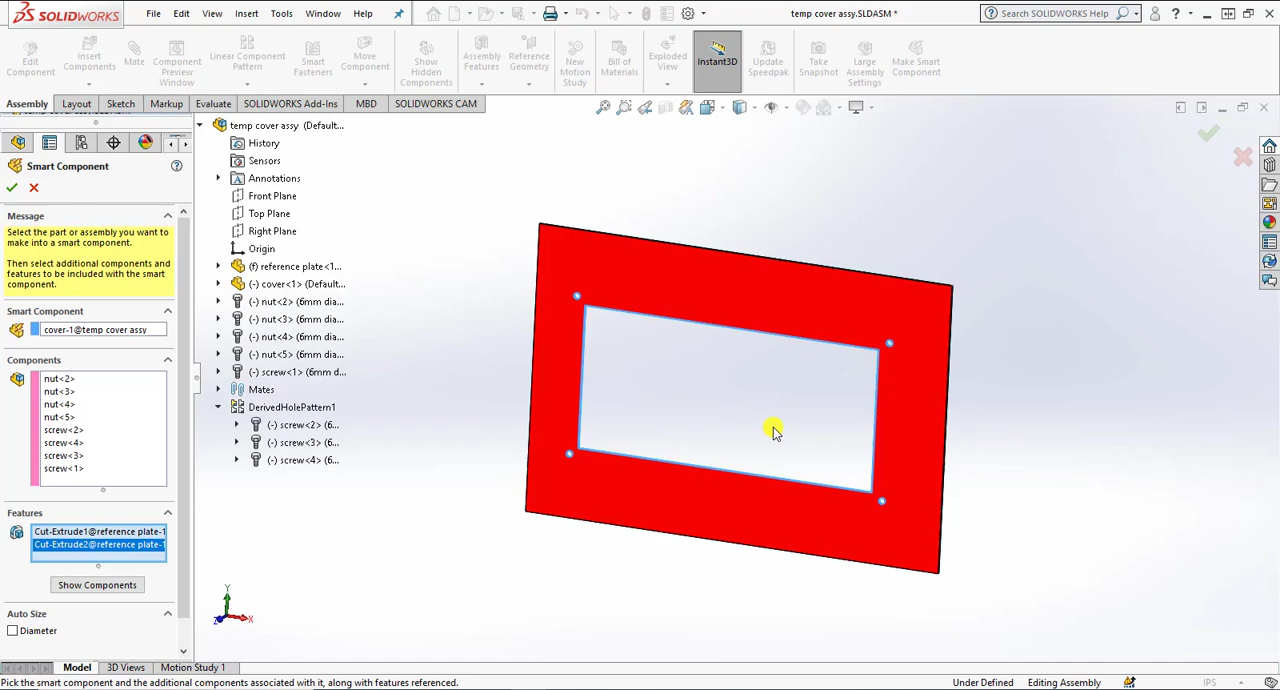 SOLIDWORKS
File
Edit
View
Insert
Tools
Window
Help
temp cover assy.SLDASM *
Search SOLIDWORKS Help
Edit
Component
Insert
Components
Mate
Component
Preview
Window
Linear Component
Pattern
Smart
Fasteners
Move
Component
Show
Hidden
Components
Assembly
Features
Reference
Geometry
New
Motion
Study
Bill of
Materials
Exploded
View
Instant3D
Update
Speedpak
Take
Snapshot
Large
Assembly
Settings
Make Smart
Component
Assembly
Layout
Sketch
Markup
Evaluate
SOLIDWORKS Add-Ins
MBD
SOLIDWORKS CAM
Smart Component
Message
Select the part or assembly you want to
make into a smart component.
Then select additional components and
features to be included with the smart
component.
Smart Component
cover-1@temp cover assy
Components
nut<2>
nut<3>
nut<4>
nut<5>
screw<2>
screw<4>
screw<3>
screw<1>
Features
Cut-Extrude1@reference plate-1
Cut-Extrude2@reference plate-1
Show Components
Auto Size
Diameter
temp cover assy (Default...
History
Sensors
Annotations
Front Plane
Top Plane
Right Plane
Origin
(f) reference plate<1...
(-) cover<1> (Default...
(-) nut<2> (6mm dia...
(-) nut<3> (6mm dia...
(-) nut<4> (6mm dia...
(-) nut<5> (6mm dia...
(-) screw<1> (6mm d...
Mates
DerivedHolePattern1
(-) screw<2> (6...
(-) screw<3> (6...
(-) screw<4> (6...
Y
X
Z
Model
3D Views
Motion Study 1
Pick the smart component and the additional components associated with it, along with features referenced.
Under Defined
Editing Assembly
IPS